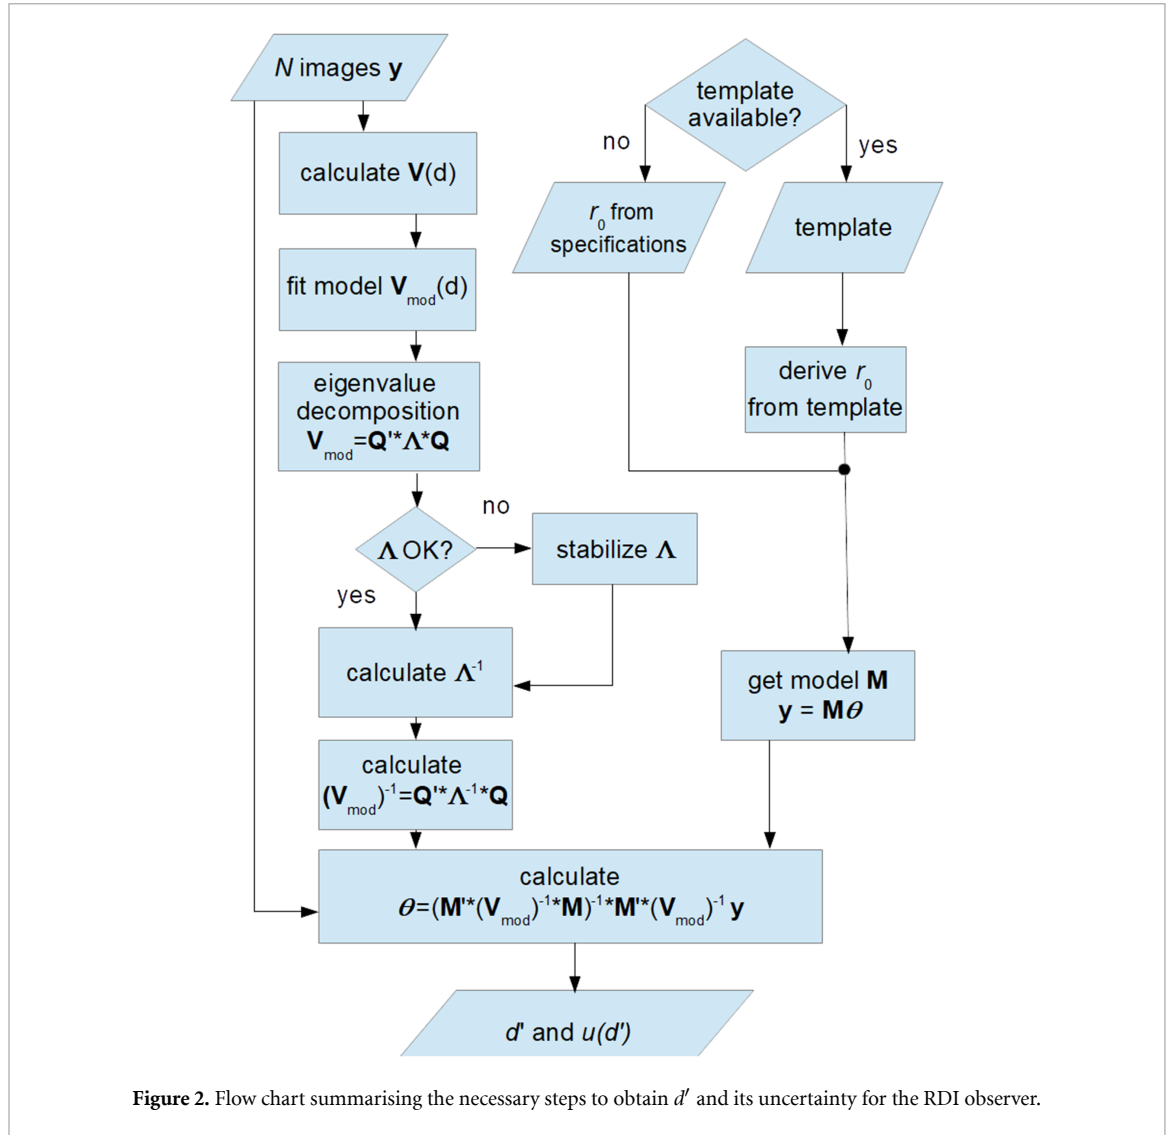 N images y
calculate V(d)
fit model Vmod(d)
eigenvalue
decomposition
Vmod=Q'*Λ*Q
Λ OK?
no
yes
stabilize Λ
calculate Λ-1
calculate
(Vmod)-1=Q'*Λ-1*Q
template
available?
no
yes
r0 from
specifications
template
derive r0
from template
get model M
y = Mθ
calculate
θ=(M'*(Vmod)-1*M)-1*M'*(Vmod)-1 y
d' and u(d')
Figure 2. Flow chart summarising the necessary steps to obtain d′ and its uncertainty for the RDI observer.